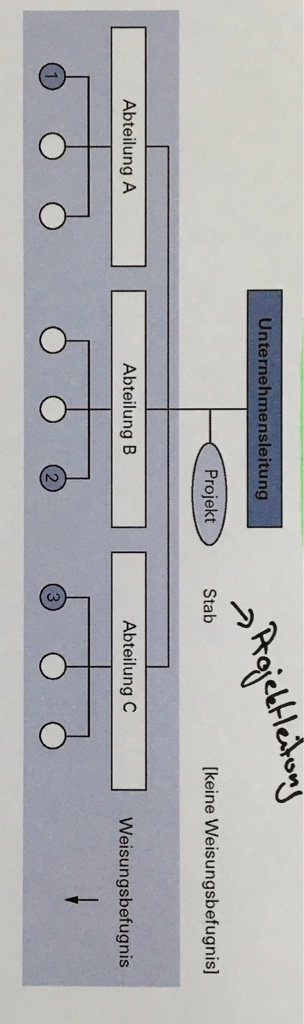 Unternehmensleitung
→ Projektleitung
Projekt
Stab
[keine Weisungsbefugnis]
Abteilung A
Abteilung B
Abteilung C
Weisungsbefugnis
1
2
3